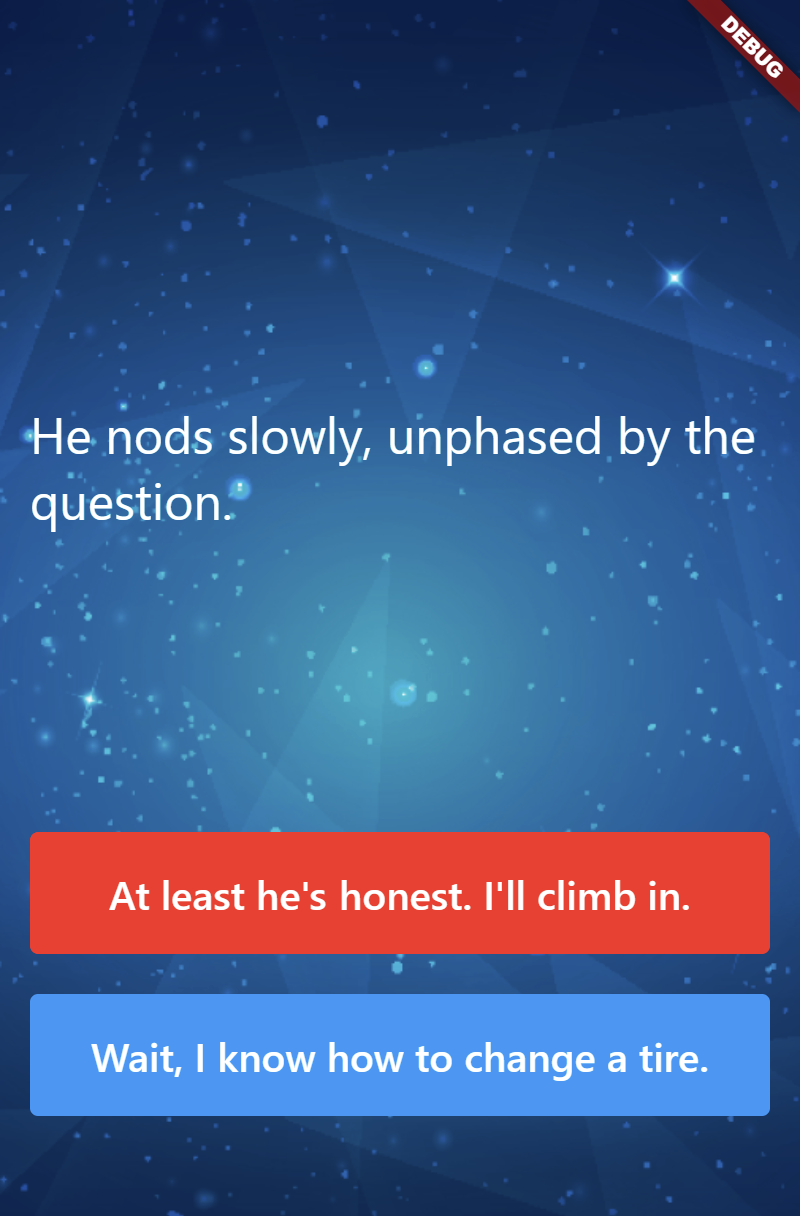 DEBUG
He nods slowly, unphased by the
question.
At least he's honest. I'll climb in.
Wait, I know how to change a tire.